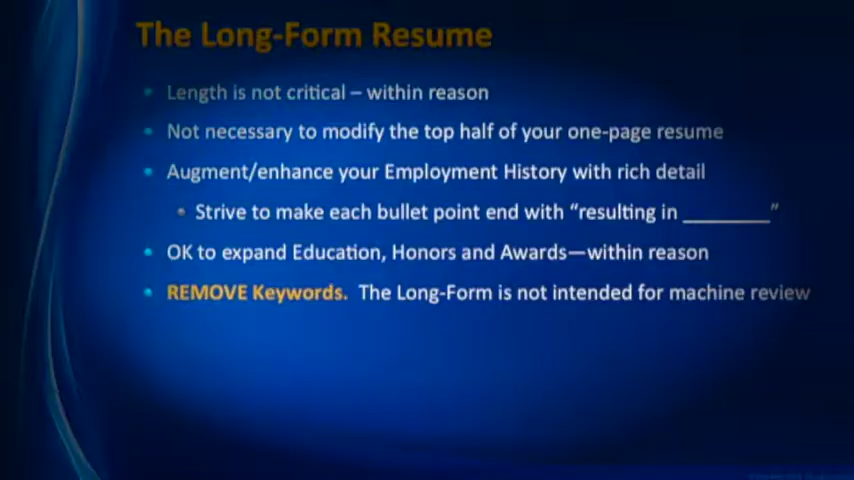 The Long-Form Resume
• Length is not critical – within reason
• Not necessary to modify the top half of your one-page resume
• Augment/enhance your Employment History with rich detail
• Strive to make each bullet point end with “resulting in ________”
• OK to expand Education, Honors and Awards—within reason
• REMOVE Keywords. The Long-Form is not intended for machine review